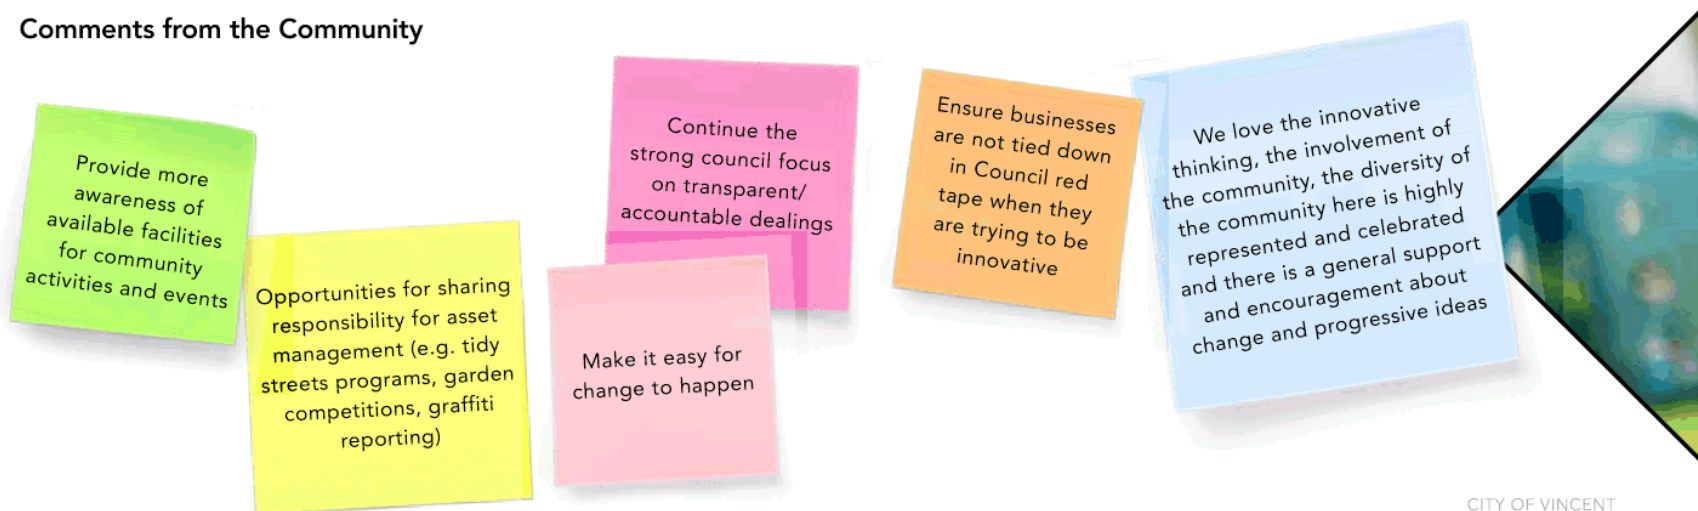 Comments from the Community
Provide more
awareness of
available facilities
for community
activities and events
Opportunities for sharing
responsibility for asset
management (e.g. tidy
streets programs, garden
competitions, graffiti
reporting)
Continue the
strong council focus
on transparent/
accountable dealings
Make it easy for
change to happen
Ensure businesses
are not tied down
in Council red
tape when they
are trying to be
innovative
We love the innovative
thinking, the involvement of
the community, the diversity of
the community here is highly
represented and celebrated
and there is a general support
and encouragement about
change and progressive ideas
CITY OF VINCENT